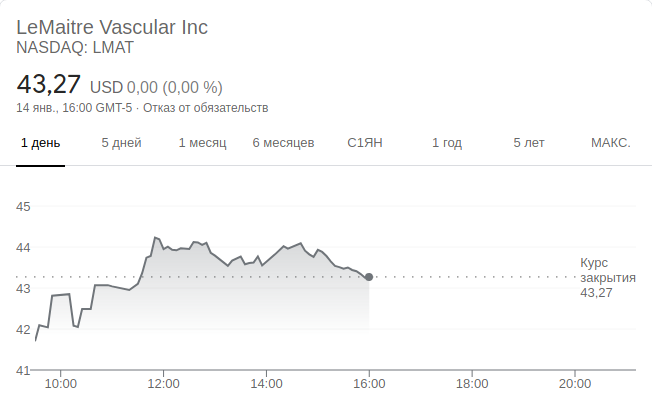 LeMaitre Vascular Inc
NASDAQ: LMAT
43,27 USD 0,00 (0,00 %)
14 янв., 16:00 GMT-5 · Отказ от обязательств
1 день 5 дней 1 месяц 6 месяцев С1ЯН 1 год 5 лет МАКС.
45
44
Курс
закрытия
43,27
43
42
41
10:00 12:00 14:00 16:00 18:00 20:00